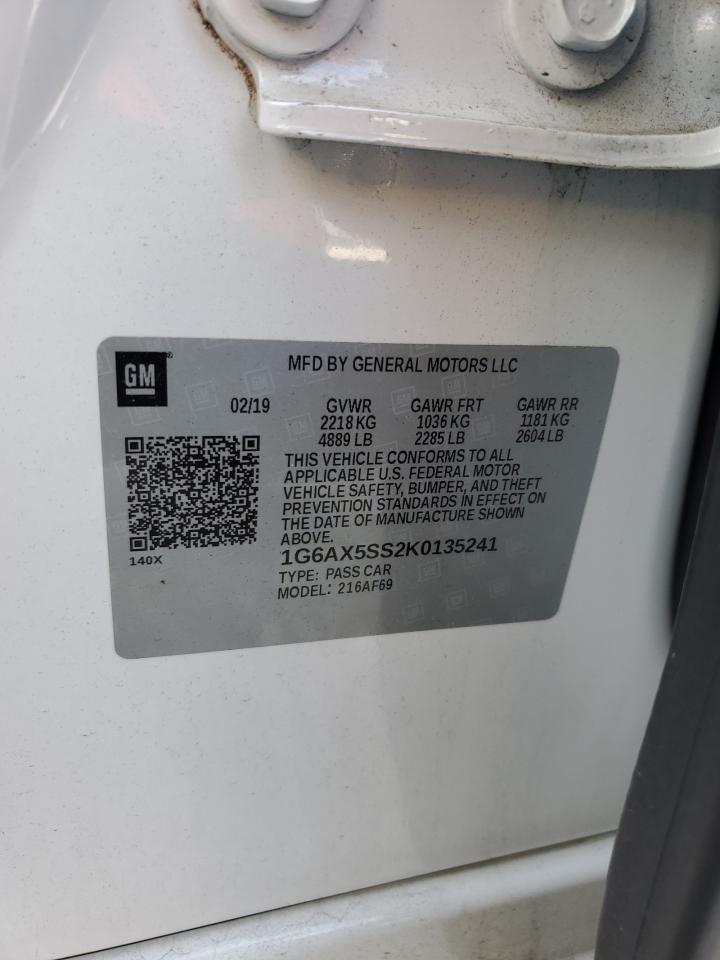 GM
MFD BY GENERAL MOTORS LLC
02/19 GVWR GAWR FRT GAWR RR
2218 KG 1036 KG 1181 KG
4889 LB 2285 LB 2604 LB
THIS VEHICLE CONFORMS TO ALL
APPLICABLE U.S. FEDERAL MOTOR
VEHICLE SAFETY, BUMPER, AND THEFT
PREVENTION STANDARDS IN EFFECT ON
THE DATE OF MANUFACTURE SHOWN
ABOVE.
140X
1G6AX5SS2K0135241
TYPE: PASS CAR
MODEL: 216AF69